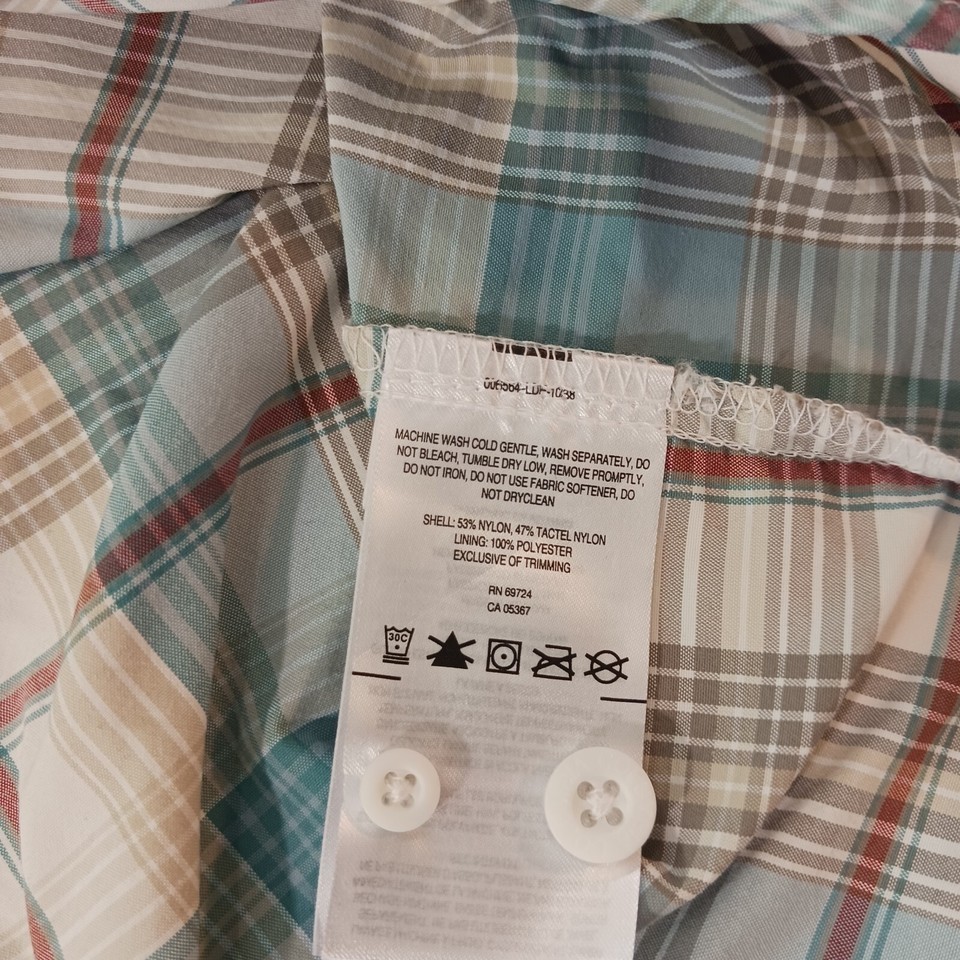 MACHINE WASH COLD GENTLE, WASH SEPARATELY, DO
NOT BLEACH, TUMBLE DRY LOW, REMOVE PROMPTLY,
DO NOT IRON, DO NOT USE FABRIC SOFTENER, DO
NOT DRYCLEAN
SHELL: 53% NYLON, 47% TACTEL NYLON
LINING: 100% POLYESTER
EXCLUSIVE OF TRIMMING
RN 69724
CA 05367
30C